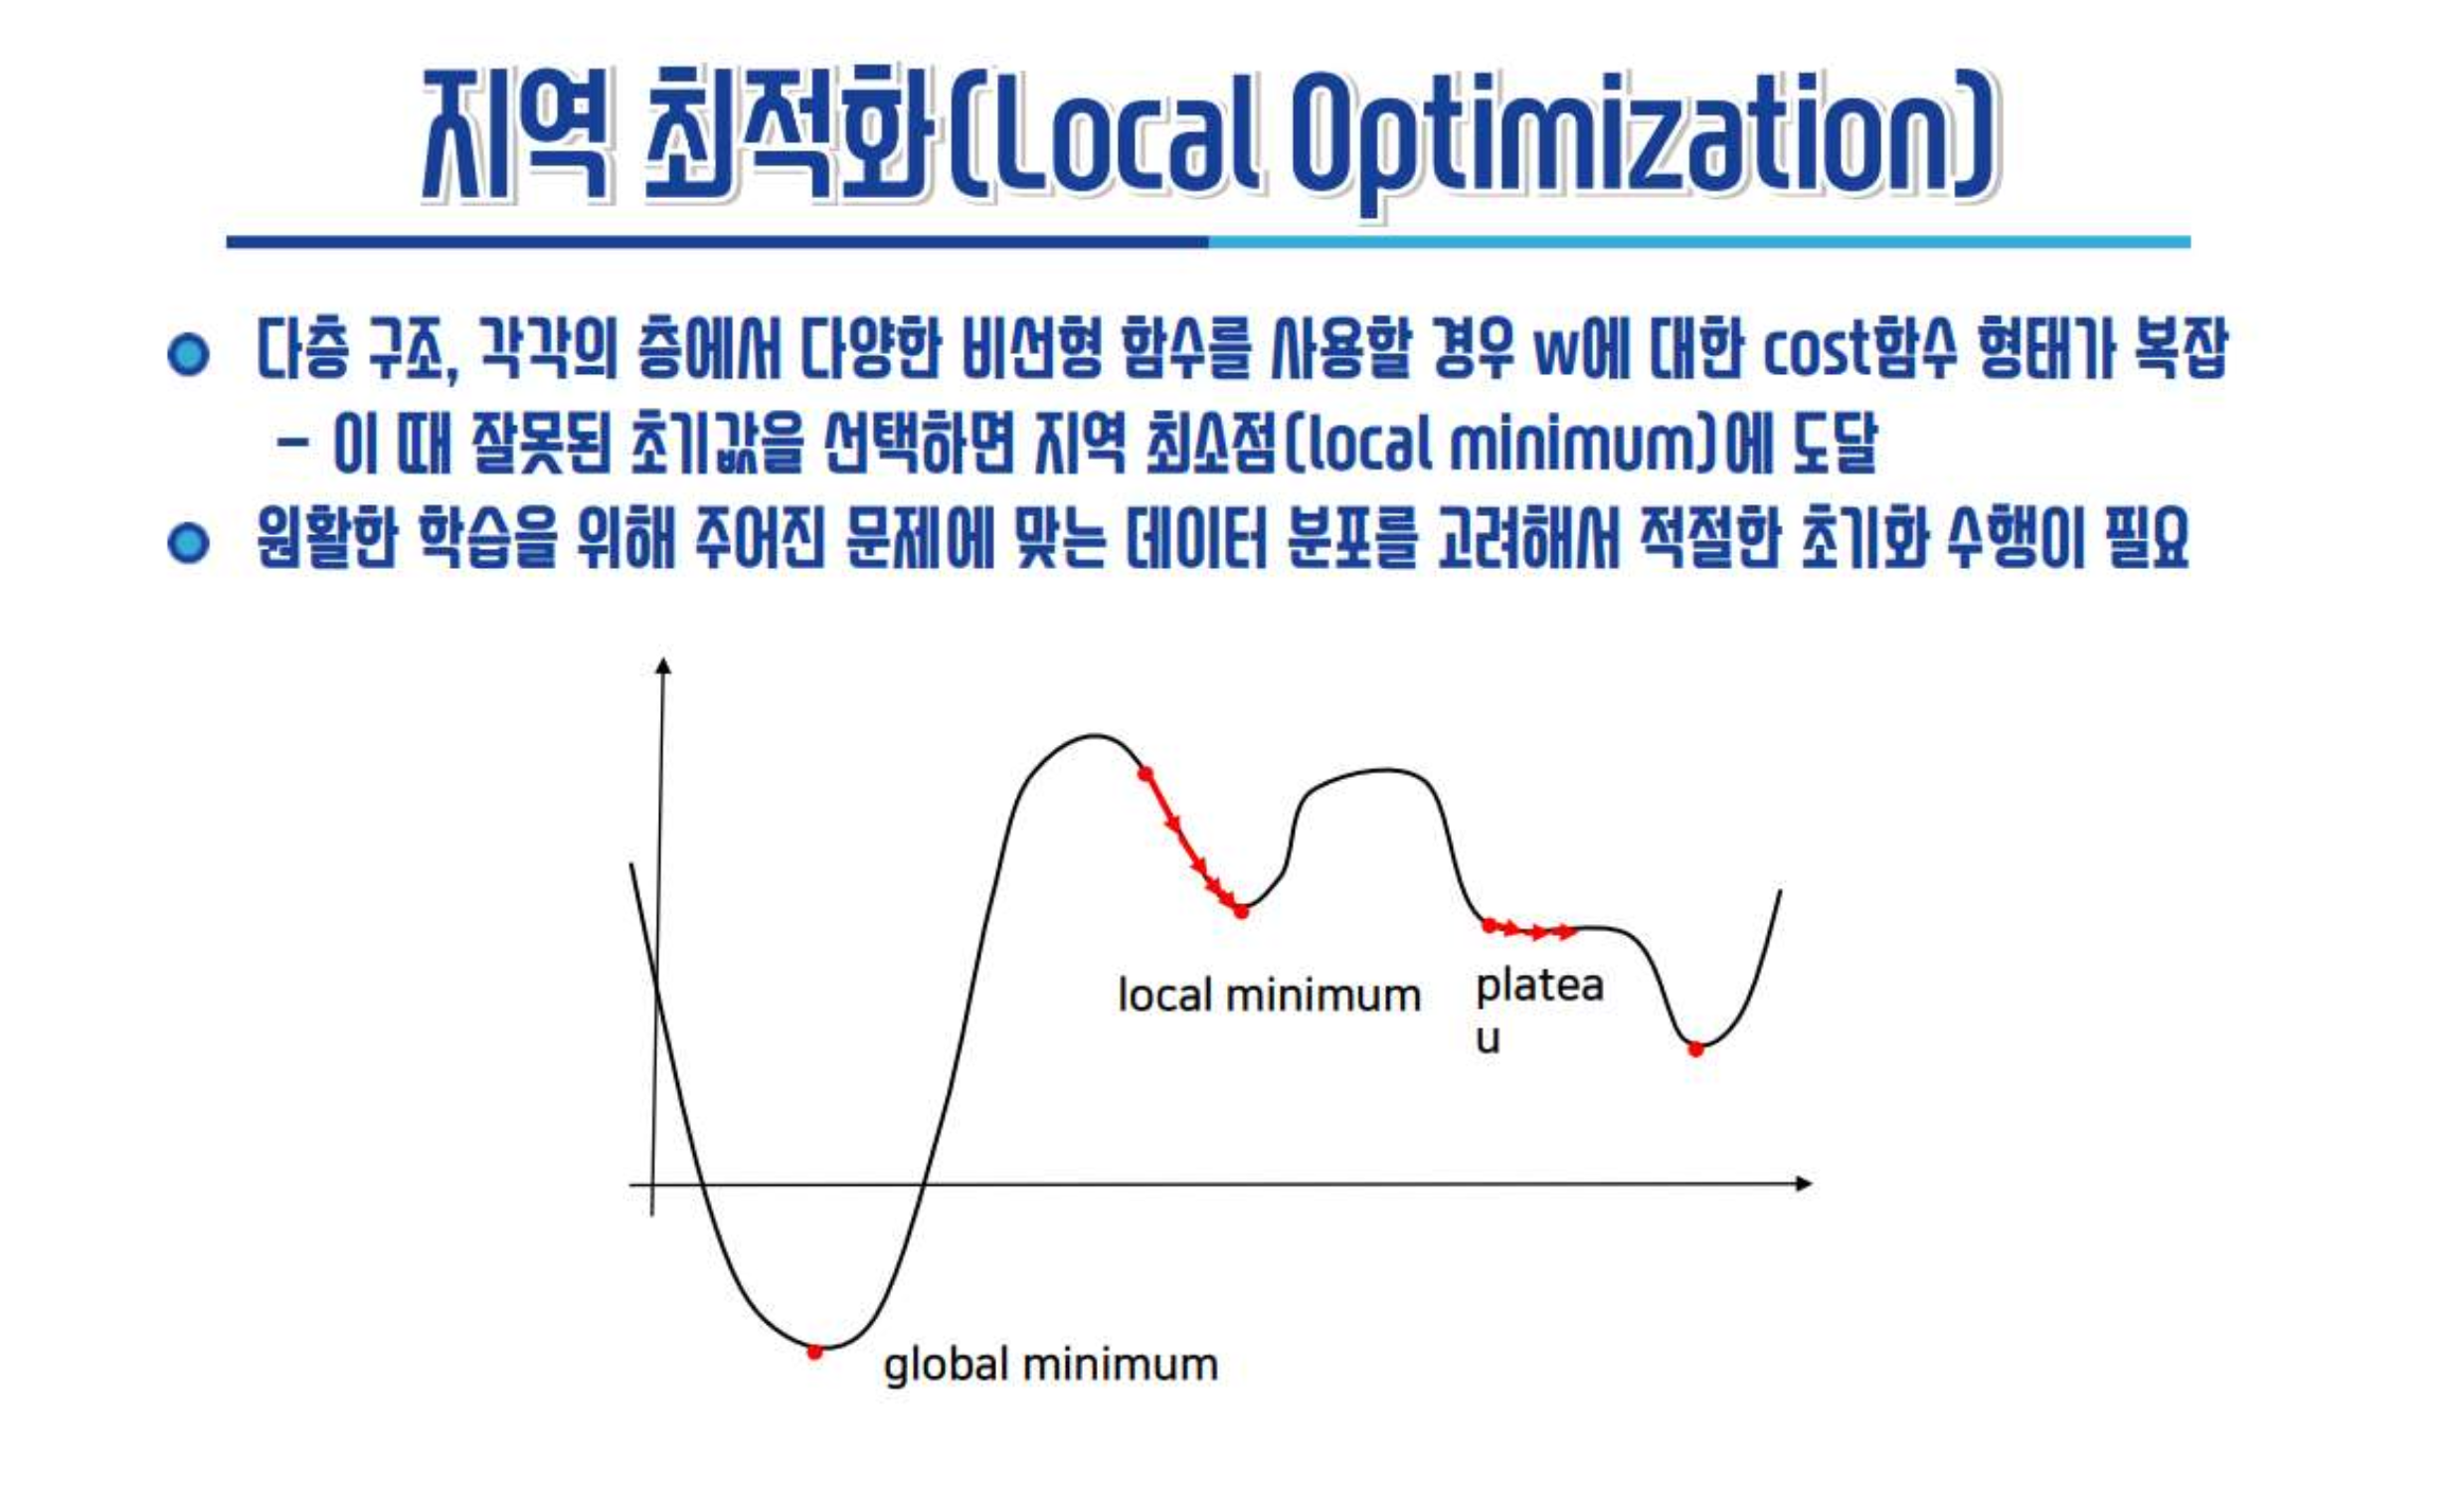 지역 최적화(Local Optimization)
다층 구조, 각각의 층에서 다양한 비선형 함수를 사용할 경우 w에 대한 cost함수 형태가 복잡
- 이 때 잘못된 초기값을 선택하면 지역 최소점(local minimum)에 도달
원활한 학습을 위해 주어진 문제에 맞는 데이터 분포를 고려해서 적절한 초기화 수행이 필요
local minimum
platea
u
global minimum